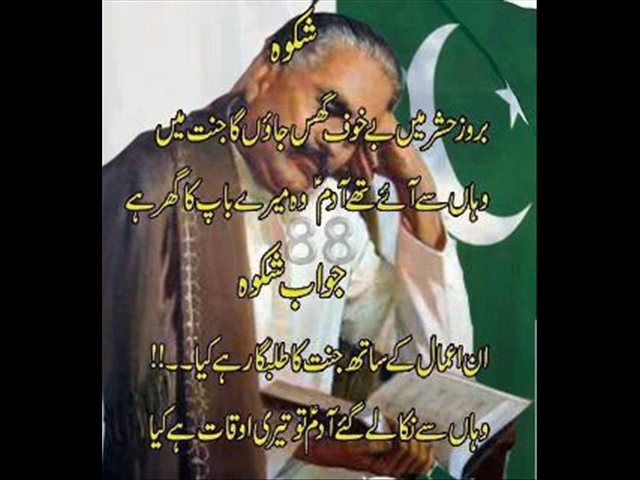 شکوہ
بروز حشر میں بے خوف گھس جاؤں گا جنت میں
وہاں سے آئے تھے آدمؑ وہ میرے باپ کا گھر ہے
88
جواب شکوہ
ان اعمال کے ساتھ جنت کا طلبگار ہے کیا۔۔!!
وہاں سے نکالے گئے آدمؑ تو تیری اوقات ہے کیا